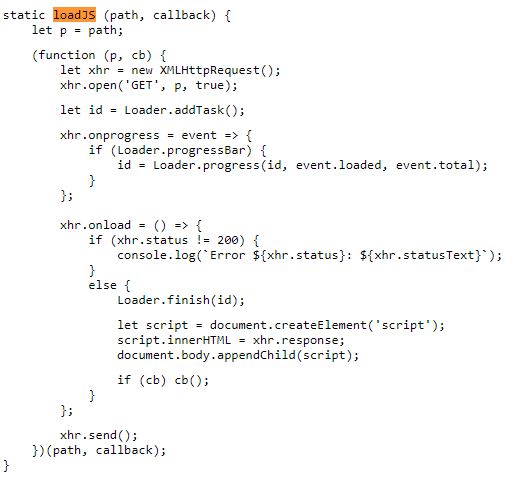 static loadJS (path, callback) {
    let p = path;
    (function (p, cb) {
        let xhr = new XMLHttpRequest();
        xhr.open('GET', p, true);
        let id = Loader.addTask();
        xhr.onprogress = event => {
            if (Loader.progressBar) {
                id = Loader.progress(id, event.loaded, event.total);
            }
        };
        xhr.onload = () => {
            if (xhr.status != 200) {
                console.log(`Error ${xhr.status}: ${xhr.statusText}`);
            }
            else {
                Loader.finish(id);
                let script = document.createElement('script');
                script.innerHTML = xhr.response;
                document.body.appendChild(script);
                if (cb) cb();
            }
        };
        xhr.send();
    })(path, callback);
}